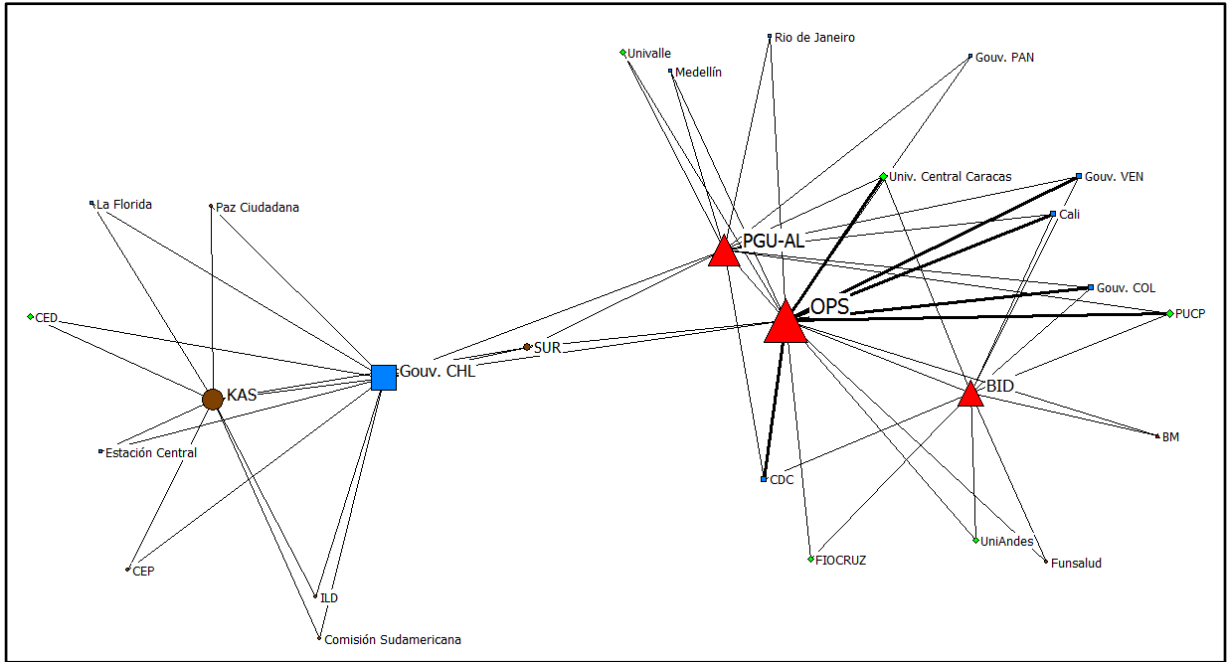 Rio de Janeiro
Univalle
Gouv. PAN
Medellín
Univ. Central Caracas
Gouv. VEN
La Florida
Paz Ciudadana
Cali
PGU-AL
Gouv. COL
OPS
PUCP
CED
SUR
Gouv. CHL
BID
KAS
BM
Estación Central
CDC
UniAndes
FIOCRUZ
Funsalud
CEP
ILD
Comisión Sudamericana